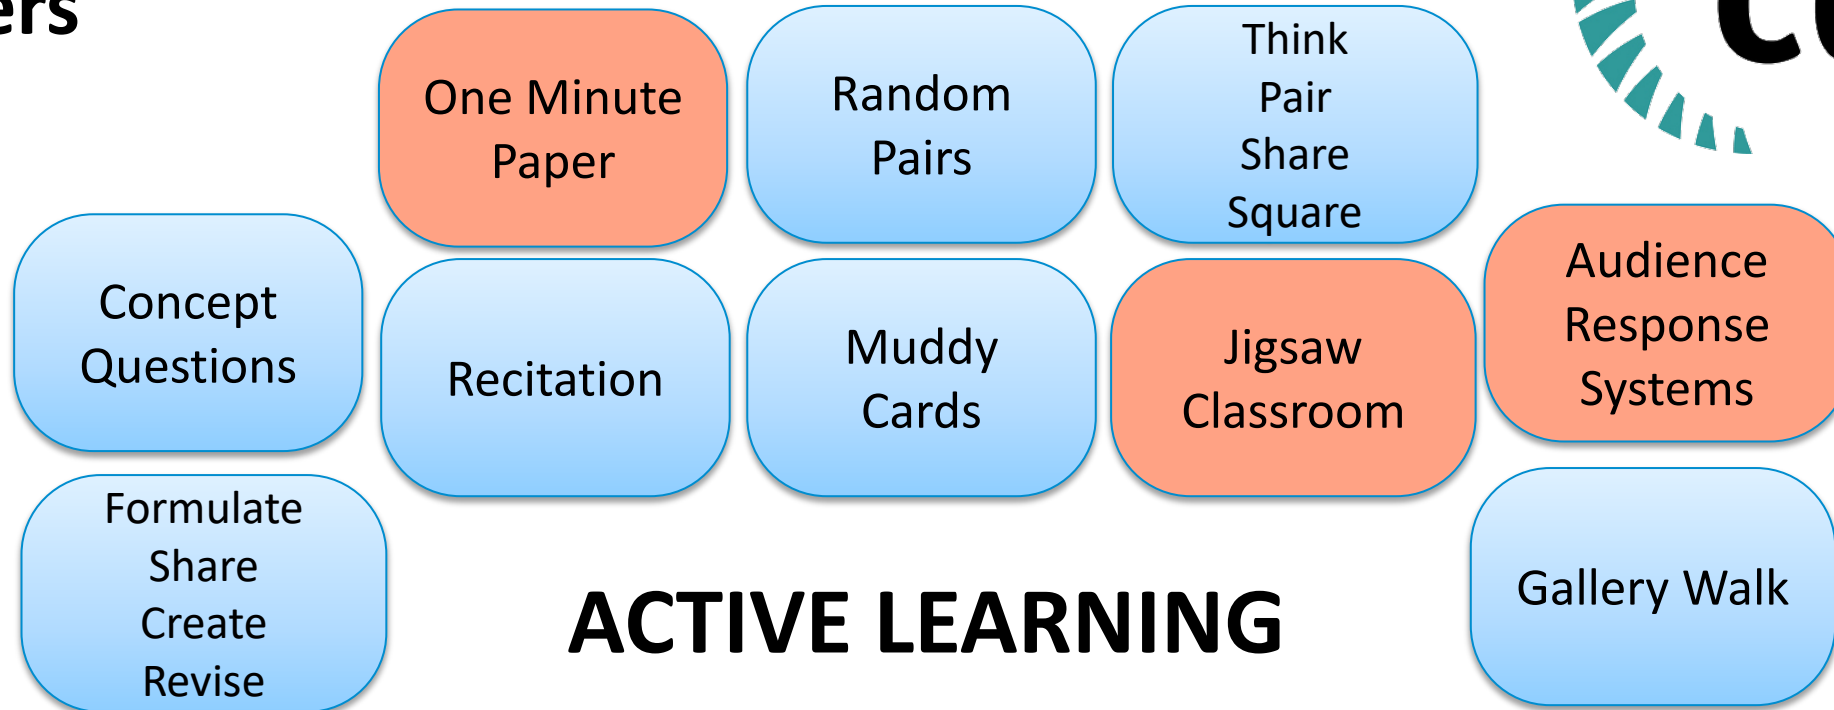 One Minute
Paper
Random
Pairs
Think
Pair
Share
Square
Concept
Questions
Recitation
Muddy
Cards
Jigsaw
Classroom
Audience
Response
Systems
Formulate
Share
Create
Revise
ACTIVE LEARNING
Gallery Walk